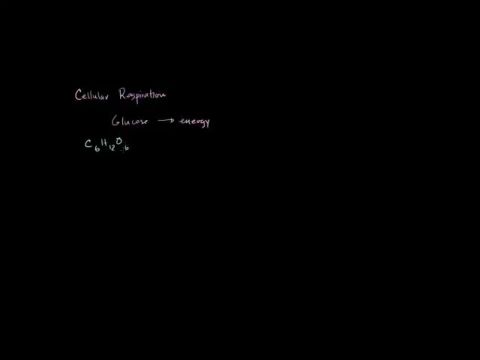 Cellular Respiration
Glucose → energy
C₆H₁₂O₆